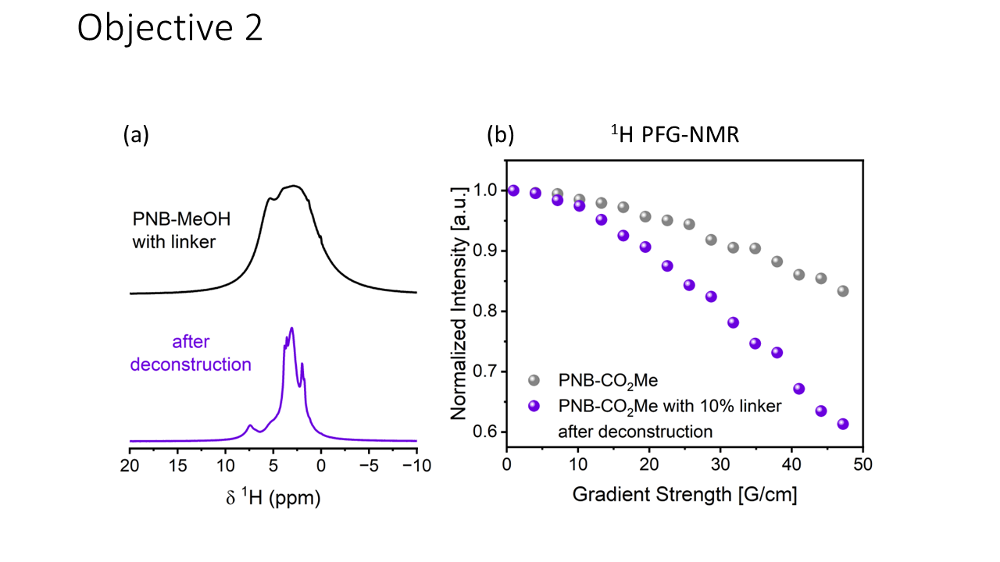 Objective 2
(a)
PNB-MeOH
with linker
after
deconstruction
20 15 10 5 0 −5 −10
δ ¹H (ppm)
(b)
¹H PFG-NMR
Normalized Intensity [a.u.]
1.0
0.9
0.8
0.7
0.6
PNB-CO₂Me
PNB-CO₂Me with 10% linker
after deconstruction
0 10 20 30 40 50
Gradient Strength [G/cm]